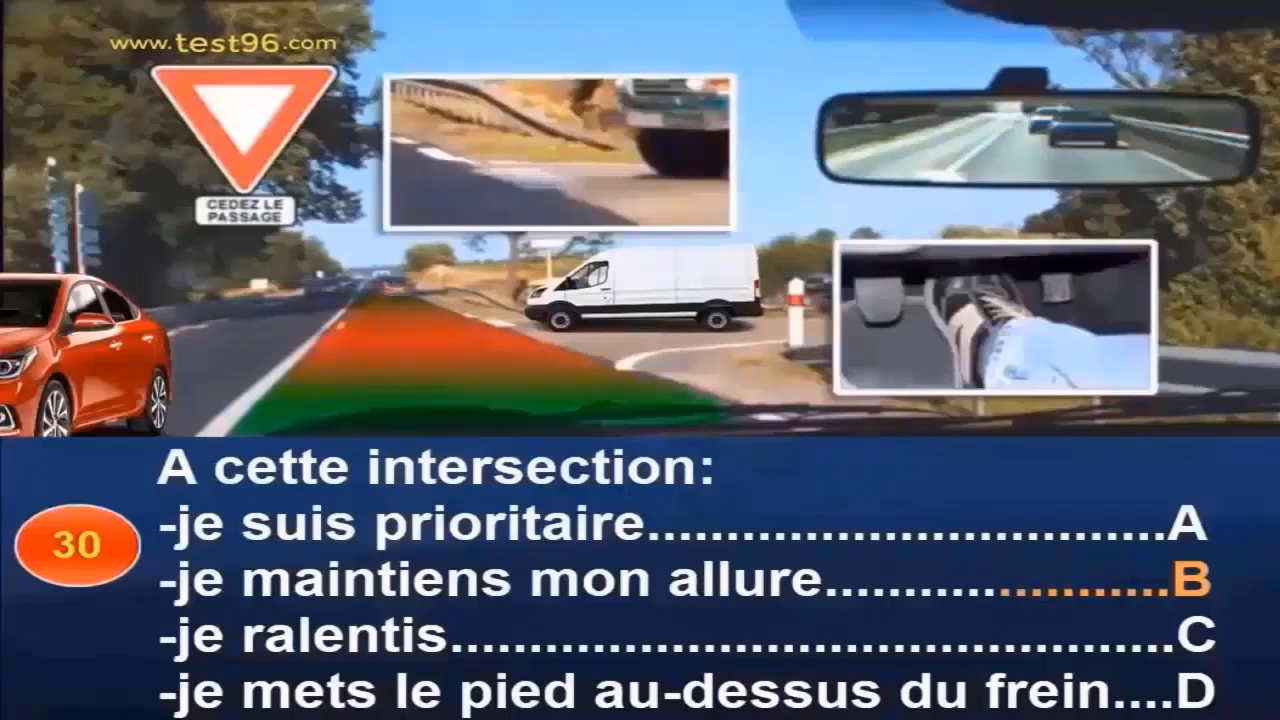 www.test96.com
CEDEZ LE
PASSAGE
A cette intersection:
30
-je suis prioritaire.................................A
-je maintiens mon allure......................B
-je ralentis..............................................C
-je mets le pied au-dessus du frein....D